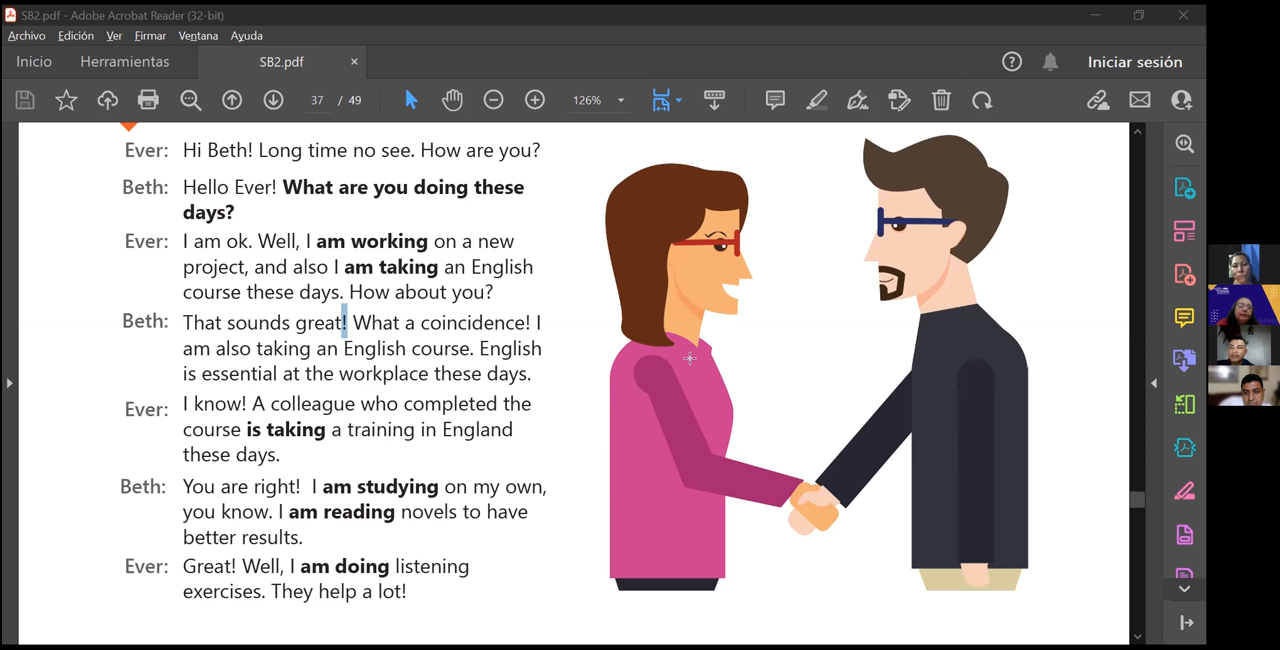 SB2.pdf - Adobe Acrobat Reader (32-bit)
Archivo Edición Ver Firmar Ventana Ayuda
Inicio Herramientas SB2.pdf × Iniciar sesión
37 / 49 126%
Ever: Hi Beth! Long time no see. How are you?
Beth: Hello Ever! What are you doing these
days?
Ever: I am ok. Well, I am working on a new
project, and also I am taking an English
course these days. How about you?
Beth: That sounds great! What a coincidence! I
am also taking an English course. English
is essential at the workplace these days.
Ever: I know! A colleague who completed the
course is taking a training in England
these days.
Beth: You are right! I am studying on my own,
you know. I am reading novels to have
better results.
Ever: Great! Well, I am doing listening
exercises. They help a lot!